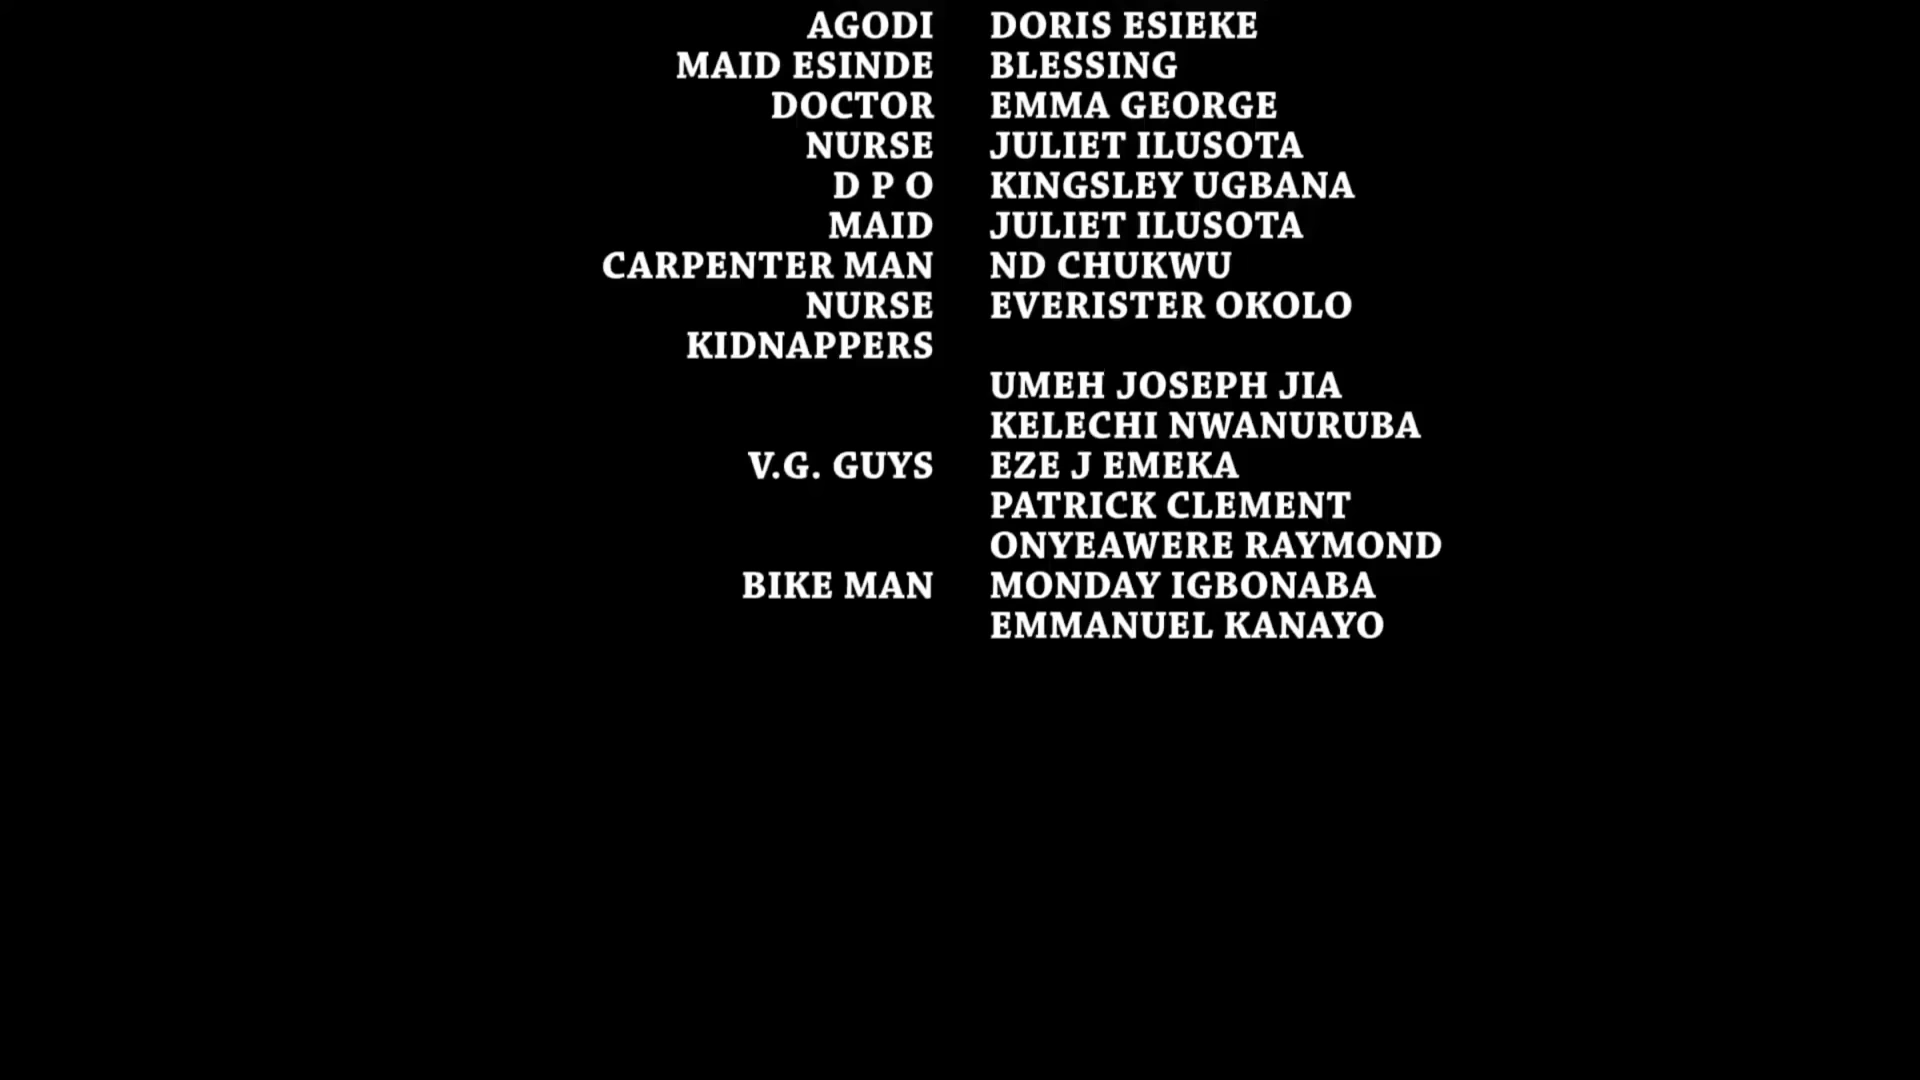 AGODI DORIS ESIEKE
MAID ESINDE BLESSING
DOCTOR EMMA GEORGE
NURSE JULIET ILUSOTA
D P O KINGSLEY UGBANA
MAID JULIET ILUSOTA
CARPENTER MAN ND CHUKWU
NURSE EVERISTER OKOLO
KIDNAPPERS
UMEH JOSEPH JIA
KELECHI NWANURUBA
V.G. GUYS EZE J EMEKA
PATRICK CLEMENT
ONYEAWERE RAYMOND
BIKE MAN MONDAY IGBONABA
EMMANUEL KANAYO